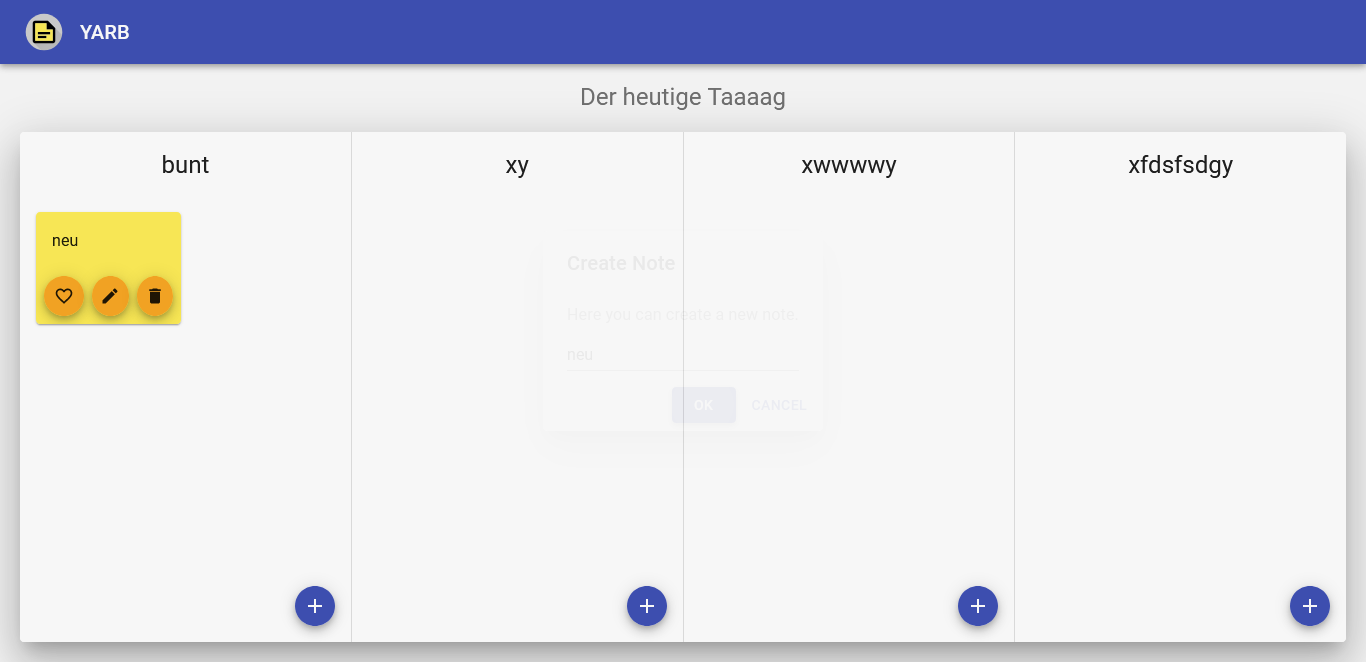 YARB
Der heutige Taaaag
bunt
xy
xwwwwy
xfdsfsdgy
neu
Create Note
Here you can create a new note.
neu
OK
CANCEL